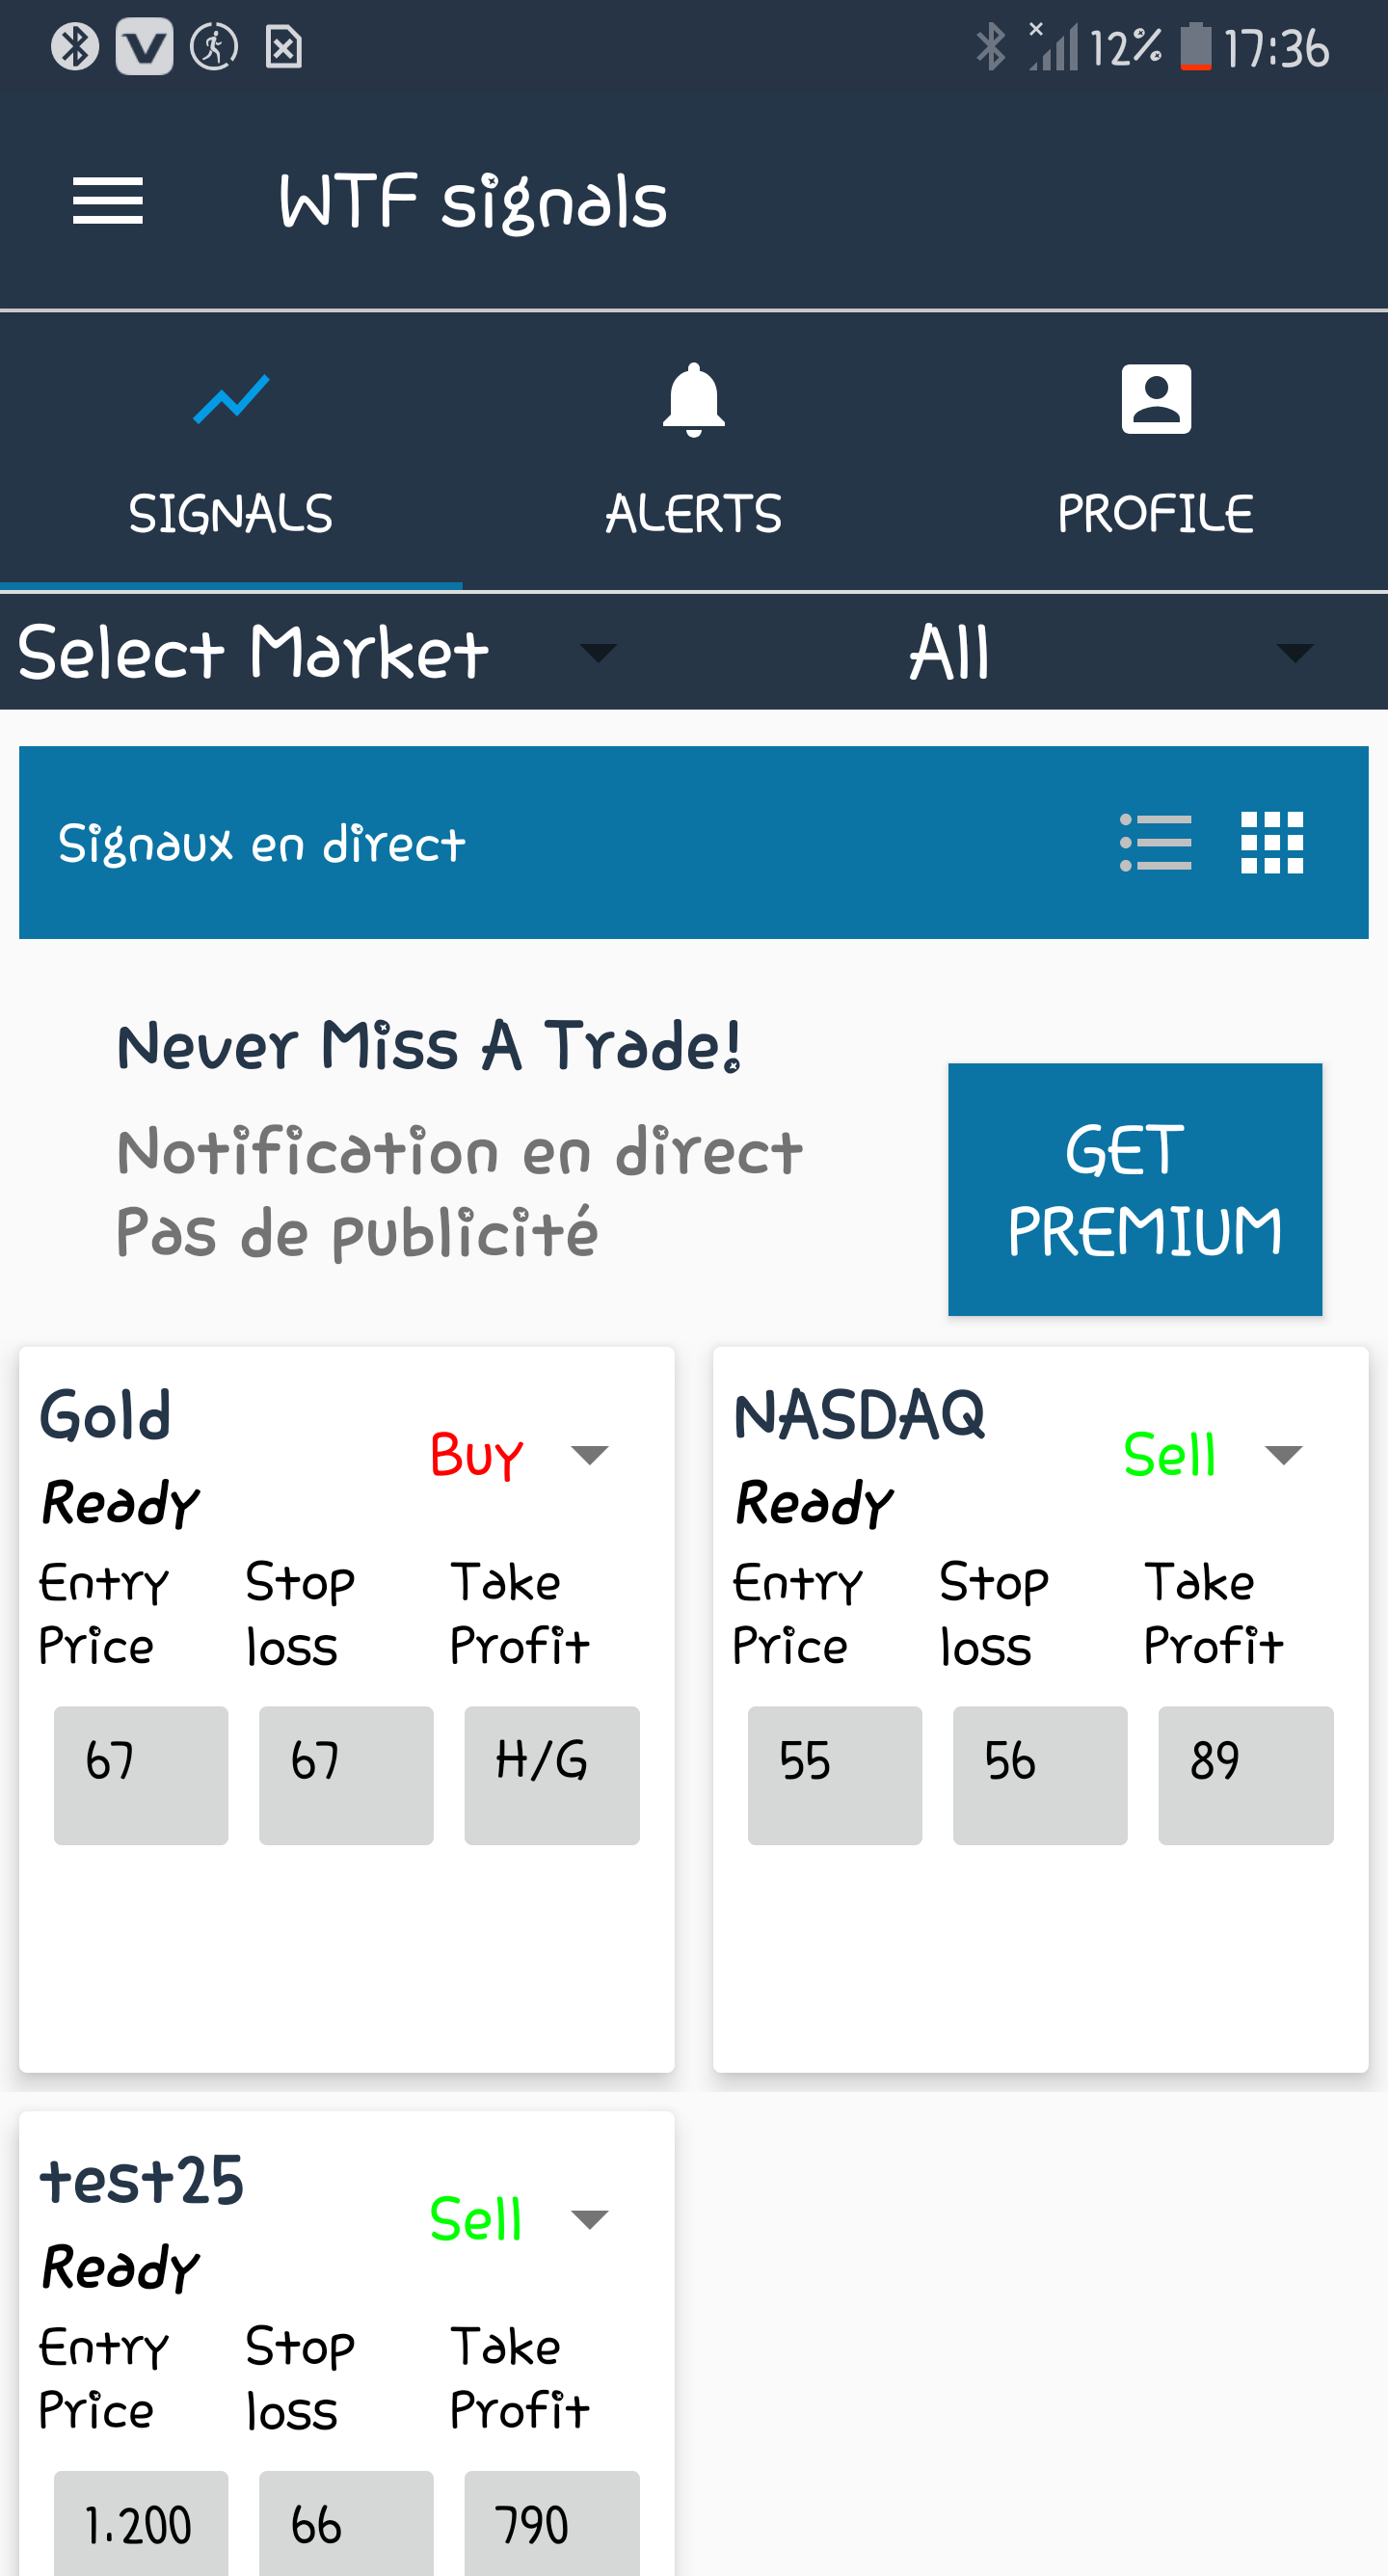 12% 17:36
WTF signals
SIGNALS ALERTS PROFILE
Select Market All
Signaux en direct
Never Miss A Trade!
Notification en direct
Pas de publicité
GET
PREMIUM
Gold
Buy
Ready
Entry Stop Take
Price loss Profit
67 67 H/G
NASDAQ
Sell
Ready
Entry Stop Take
Price loss Profit
55 56 89
test25
Sell
Ready
Entry Stop Take
Price loss Profit
1.200 66 790